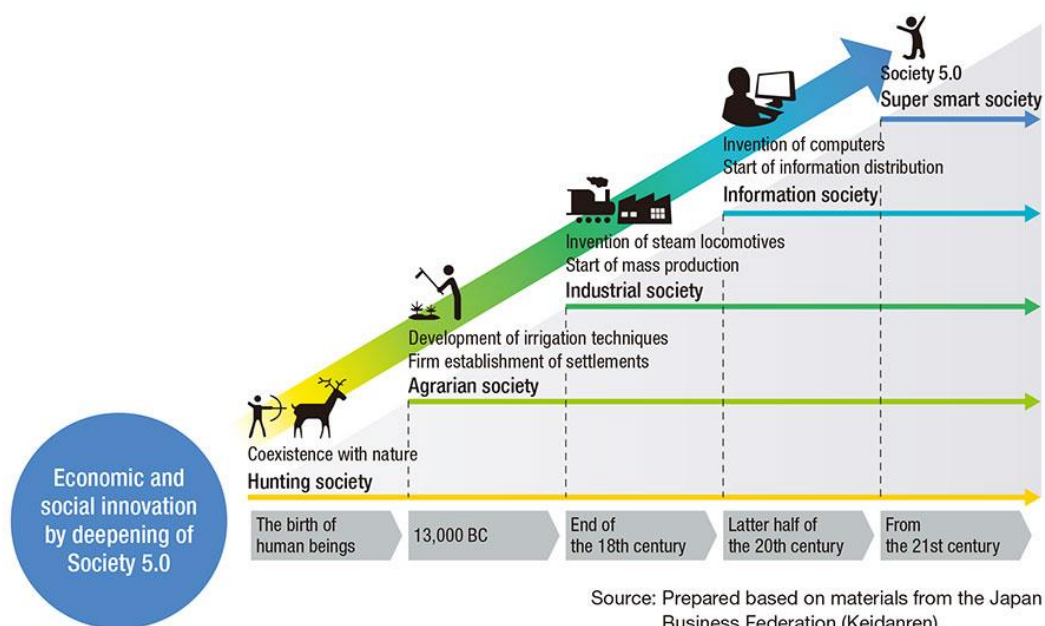 Society 5.0
Super smart society
Invention of computers
Start of information distribution
Information society
Invention of steam locomotives
Start of mass production
Industrial society
Development of irrigation techniques
Firm establishment of settlements
Agrarian society
Coexistence with nature
Hunting society
Economic and
social innovation
by deepening of
Society 5.0
The birth of
human beings
13,000 BC
End of
the 18th century
Latter half of
the 20th century
From
the 21st century
Source: Prepared based on materials from the Japan
Business Federation (Keidanren)